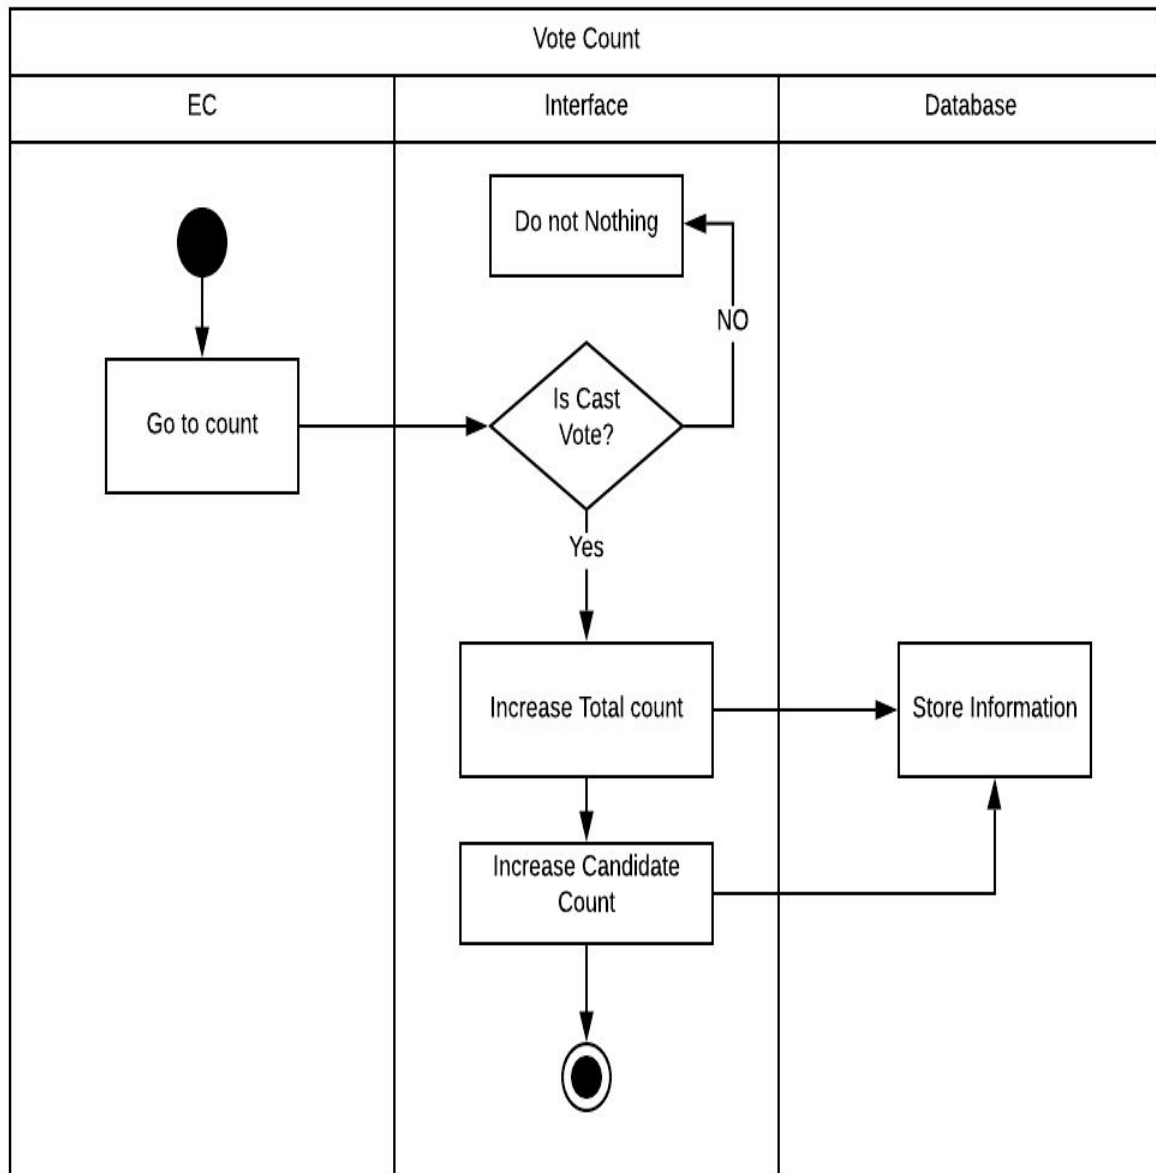 Vote Count
EC
Interface
Database
Do not Nothing
NO
Is Cast
Vote?
Go to count
Yes
Increase Total count
Store Information
Increase Candidate
Count